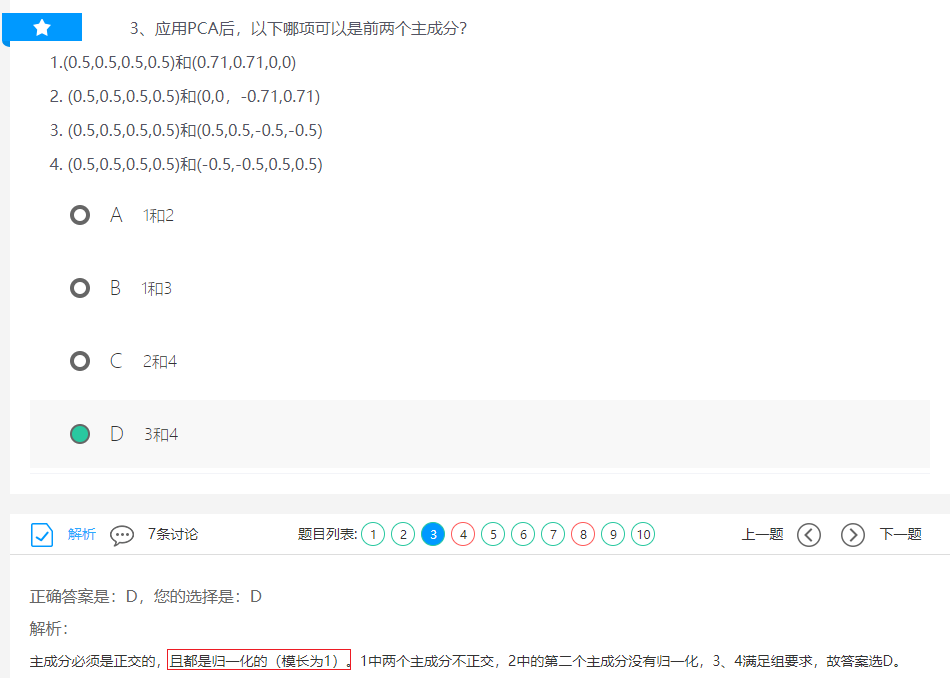 3、应用PCA后，以下哪项可以是前两个主成分？
1.(0.5,0.5,0.5,0.5)和(0.71,0.71,0,0)
2. (0.5,0.5,0.5,0.5)和(0,0，-0.71,0.71)
3. (0.5,0.5,0.5,0.5)和(0.5,0.5,-0.5,-0.5)
4. (0.5,0.5,0.5,0.5)和(-0.5,-0.5,0.5,0.5)
A 1和2
B 1和3
C 2和4
D 3和4
解析 7条讨论 题目列表: 1 2 3 4 5 6 7 8 9 10 上一题 下一题
正确答案是：D，您的选择是：D
解析：
主成分必须是正交的，且都是归一化的（模长为1）。1中两个主成分不正交，2中的第二个主成分没有归一化，3、4满足组要求，故答案选D。